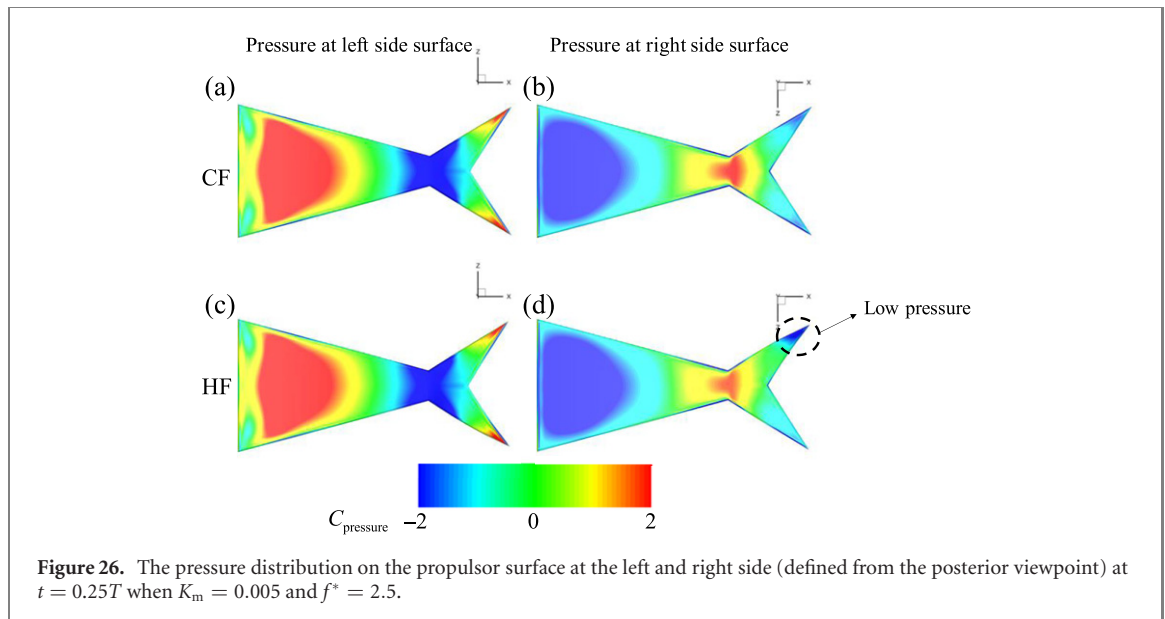 Pressure at left side surface
Pressure at right side surface
z
x
x
z
(a)
(b)
CF
z
x
x
(c)
(d)
Low pressure
HF
C_pressure
−2
0
2
Figure 26. The pressure distribution on the propulsor surface at the left and right side (defined from the posterior viewpoint) at
t = 0.25T when K_m = 0.005 and f* = 2.5.